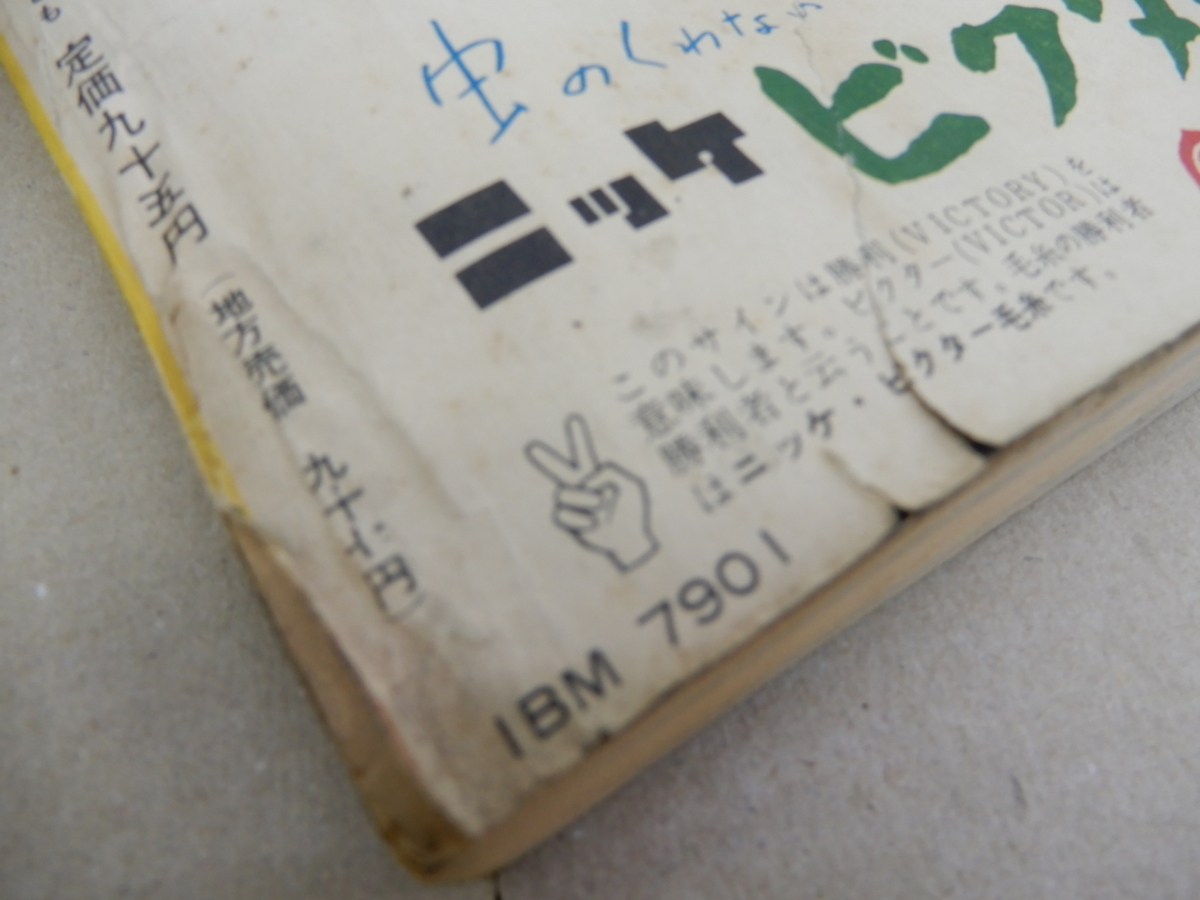 虫のくわない
ニッケ
ビク
このサインは勝利(VICTORY)を
意味します。ビクター(VICTOR)は
勝利者と云うことです。毛糸の勝利者
はニッケ・ビクター毛糸です。
IBM 7901
も 定価九十五円
(地方売価 九十 円)